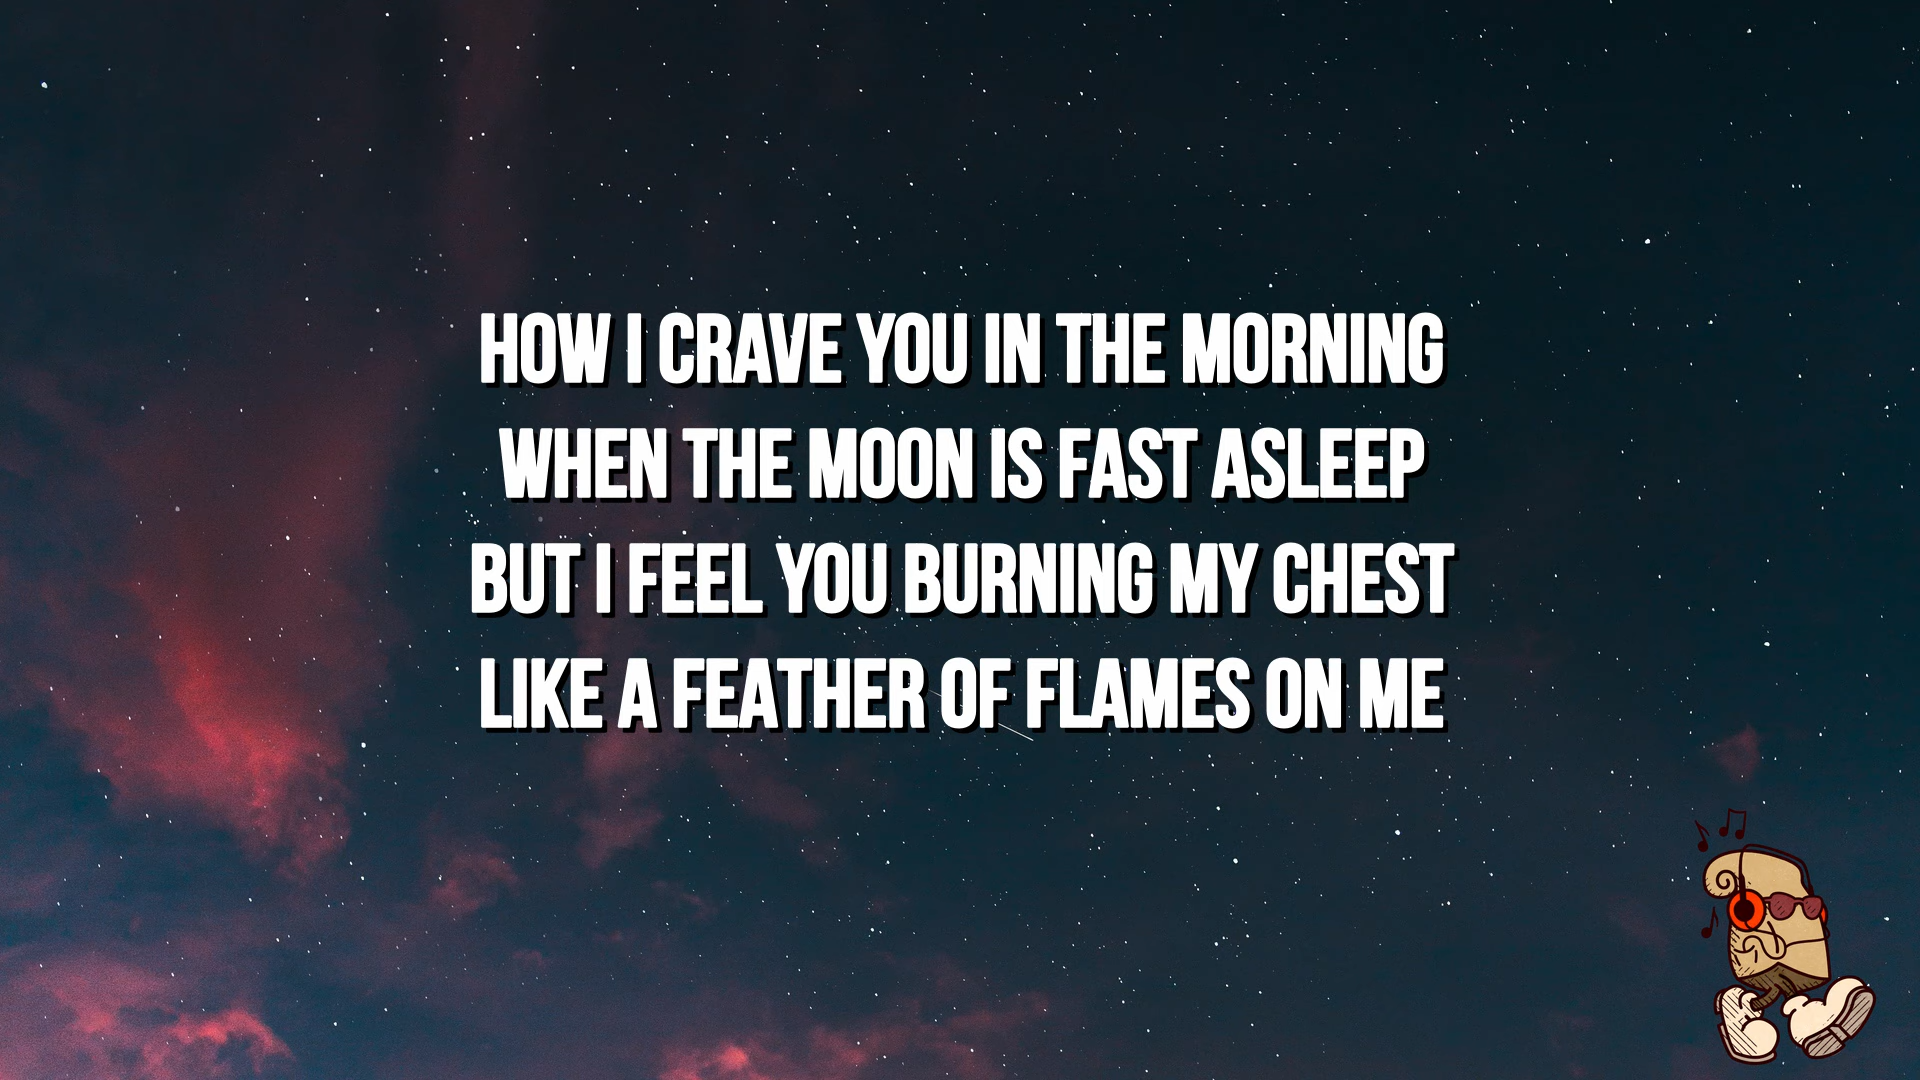 HOW I CRAVE YOU IN THE MORNING
WHEN THE MOON IS FAST ASLEEP
BUT I FEEL YOU BURNING MY CHEST
LIKE A FEATHER OF FLAMES ON ME